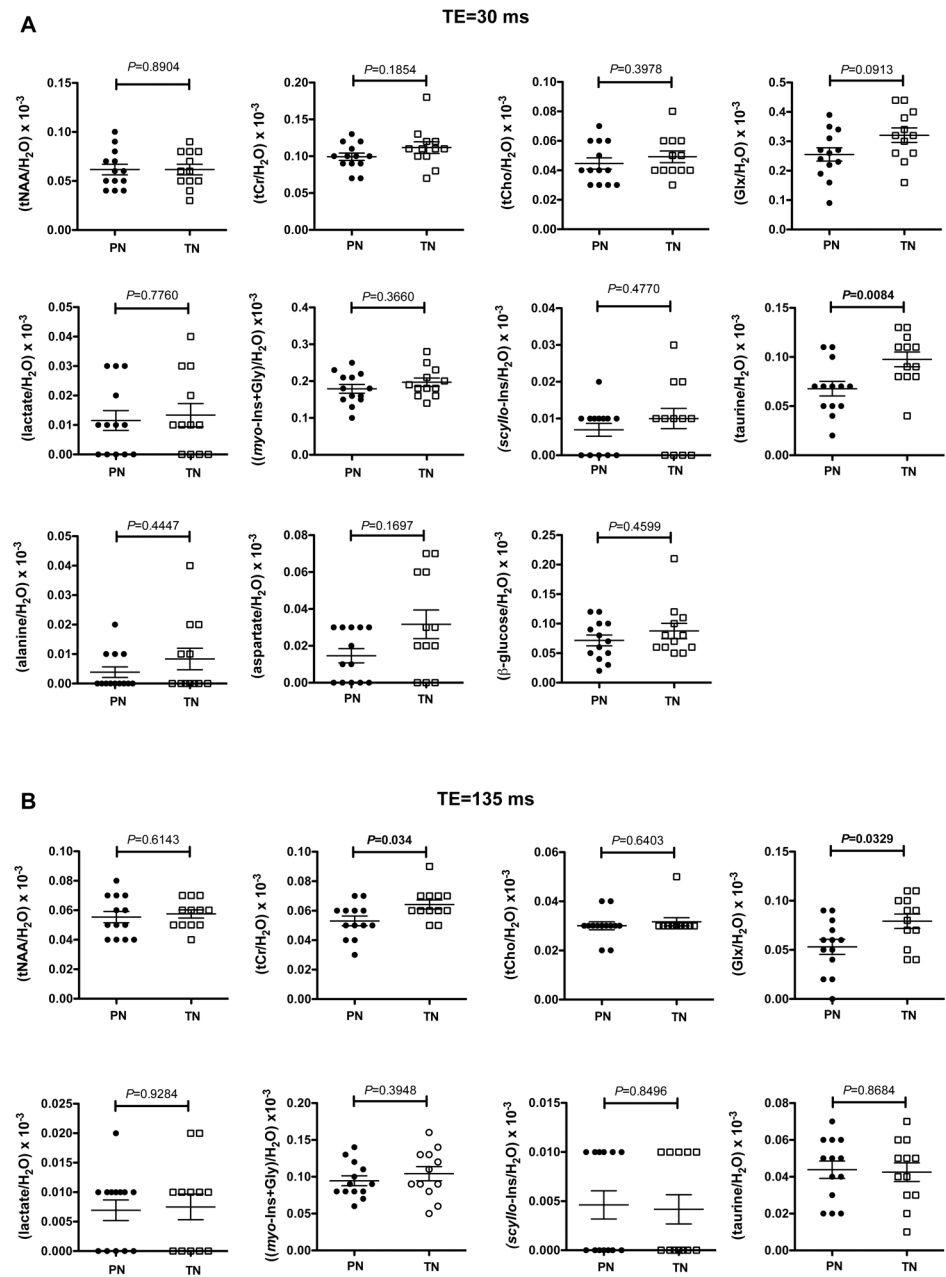 A
TE=30 ms
P=0.8904
(tNAA/H2O) x 10-3
0.15
0.10
0.05
0.00
PN
TN
P=0.1854
(tCr/H2O) x 10-3
0.20
0.15
0.10
0.05
0.00
PN
TN
P=0.3978
(tCho/H2O) x 10-3
0.10
0.08
0.06
0.04
0.02
0.00
PN
TN
P=0.0913
(Glx/H2O) x 10-3
0.5
0.4
0.3
0.2
0.1
0.0
PN
TN
P=0.7760
(lactate/H2O) x 10-3
0.05
0.04
0.03
0.02
0.01
0.00
PN
TN
P=0.3660
((myo-Ins+Gly)/H2O) x10-3
0.4
0.3
0.2
0.1
0.0
PN
TN
P=0.4770
(scyllo-Ins/H2O) x 10-3
0.04
0.03
0.02
0.01
0.00
PN
TN
P=0.0084
(taurine/H2O) x 10-3
0.15
0.10
0.05
0.00
PN
TN
P=0.4447
(alanine/H2O) x 10-3
0.05
0.04
0.03
0.02
0.01
0.00
PN
TN
P=0.1697
(aspartate/H2O) x 10-3
0.08
0.06
0.04
0.02
0.00
PN
TN
P=0.4599
(β-glucose/H2O) x 10-3
0.25
0.20
0.15
0.10
0.05
0.00
PN
TN
B
TE=135 ms
P=0.6143
(tNAA/H2O) x 10-3
0.10
0.08
0.06
0.04
0.02
0.00
PN
TN
P=0.034
(tCr/H2O) x 10-3
0.10
0.08
0.06
0.04
0.02
0.00
PN
TN
P=0.6403
(tCho/H2O) x 10-3
0.06
0.04
0.02
0.00
PN
TN
P=0.0329
(Glx/H2O) x 10-3
0.15
0.10
0.05
0.00
PN
TN
P=0.9284
(lactate/H2O) x 10-3
0.025
0.020
0.015
0.010
0.005
0.000
PN
TN
P=0.3948
((myo-Ins+Gly)/H2O) x10-3
0.20
0.15
0.10
0.05
0.00
PN
TN
P=0.8496
(scyllo-Ins/H2O) x 10-3
0.015
0.010
0.005
0.000
PN
TN
P=0.8684
(taurine/H2O) x 10-3
0.08
0.06
0.04
0.02
0.00
PN
TN